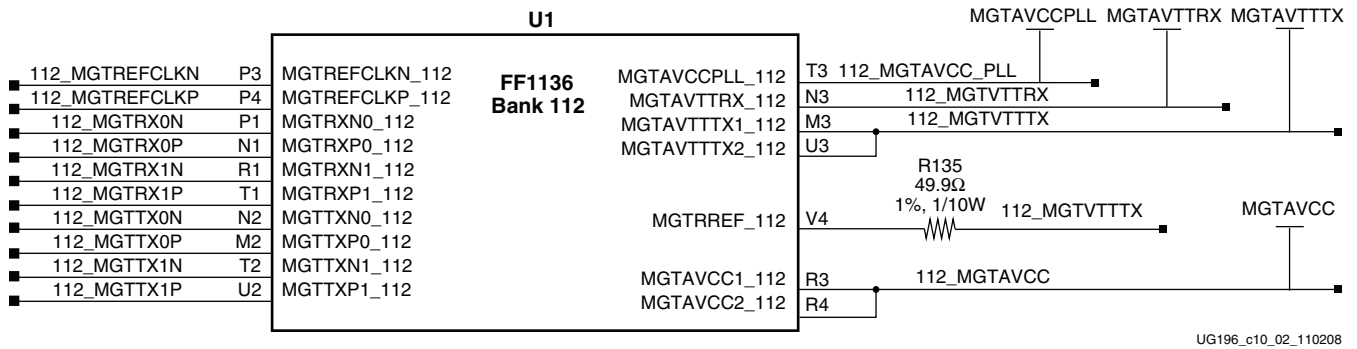 U1
MGTAVCCPLL MGTAVTTRX MGTAVTTTX
FF1136
Bank 112
112_MGTREFCLKN P3 MGTREFCLKN_112
112_MGTREFCLKP P4 MGTREFCLKP_112
112_MGTRX0N P1 MGTRXN0_112
112_MGTRX0P N1 MGTRXP0_112
112_MGTRX1N R1 MGTRXN1_112
112_MGTRX1P T1 MGTRXP1_112
112_MGTTX0N N2 MGTTXN0_112
112_MGTTX0P M2 MGTTXP0_112
112_MGTTX1N T2 MGTTXN1_112
112_MGTTX1P U2 MGTTXP1_112
MGTAVCCPLL_112 T3 112_MGTAVCC_PLL
MGTAVTTRX_112 N3 112_MGTVTTRX
MGTAVTTTX1_112 M3 112_MGTVTTTX
MGTAVTTTX2_112 U3
R135
49.9Ω
1%, 1/10W
MGTRREF_112 V4 112_MGTVTTTX
MGTAVCC
MGTAVCC1_112 R3 112_MGTAVCC
MGTAVCC2_112 R4
UG196_c10_02_110208